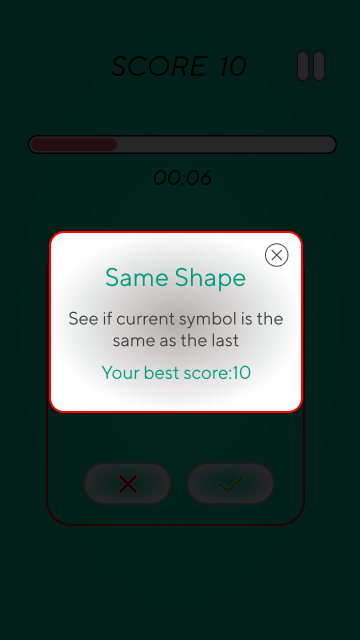 SCORE 10
00:06
Same Shape
See if current symbol is the
same as the last
Your best score:10